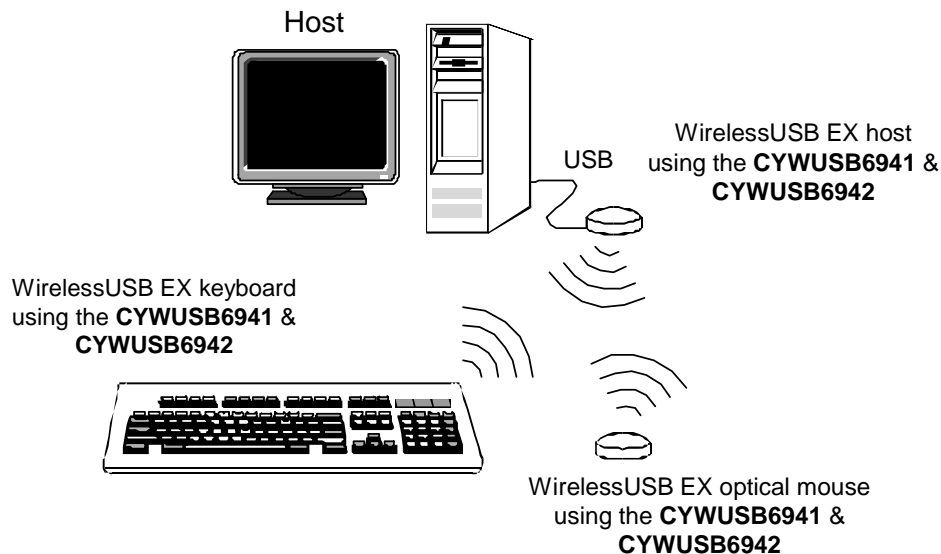 Host
USB
WirelessUSB EX host
using the CYWUSB6941 &
CYWUSB6942
WirelessUSB EX keyboard
using the CYWUSB6941 &
CYWUSB6942
WirelessUSB EX optical mouse
using the CYWUSB6941 &
CYWUSB6942